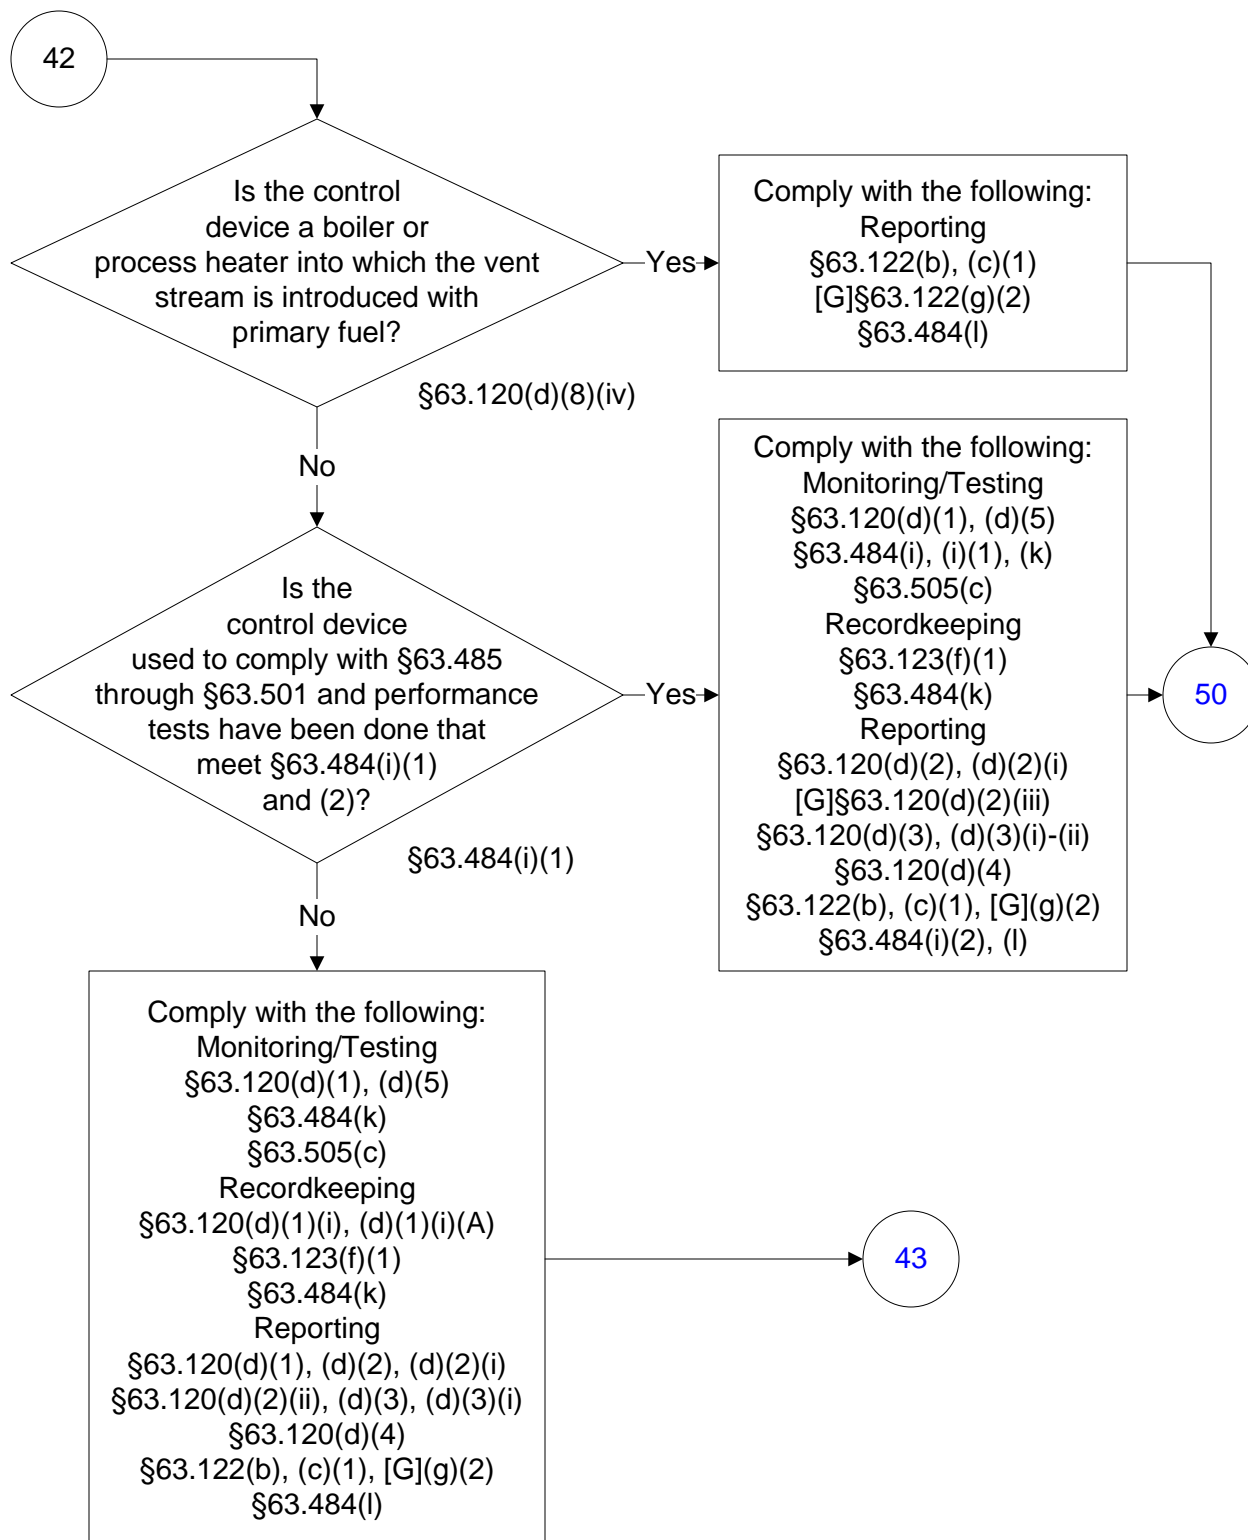 42
Is the control
device a boiler or
process heater into which the vent
stream is introduced with
primary fuel?
Yes
Comply with the following:
Reporting
§63.122(b), (c)(1)
[G]§63.122(g)(2)
§63.484(l)
§63.120(d)(8)(iv)
No
Is the
control device
used to comply with §63.485
through §63.501 and performance
tests have been done that
meet §63.484(i)(1)
and (2)?
Yes
Comply with the following:
Monitoring/Testing
§63.120(d)(1), (d)(5)
§63.484(i), (i)(1), (k)
§63.505(c)
Recordkeeping
§63.123(f)(1)
§63.484(k)
Reporting
§63.120(d)(2), (d)(2)(i)
[G]§63.120(d)(2)(iii)
§63.120(d)(3), (d)(3)(i)-(ii)
§63.120(d)(4)
§63.122(b), (c)(1), [G](g)(2)
§63.484(i)(2), (l)
50
§63.484(i)(1)
No
Comply with the following:
Monitoring/Testing
§63.120(d)(1), (d)(5)
§63.484(k)
§63.505(c)
Recordkeeping
§63.120(d)(1)(i), (d)(1)(i)(A)
§63.123(f)(1)
§63.484(k)
Reporting
§63.120(d)(1), (d)(2), (d)(2)(i)
§63.120(d)(2)(ii), (d)(3), (d)(3)(i)
§63.120(d)(4)
§63.122(b), (c)(1), [G](g)(2)
§63.484(l)
43